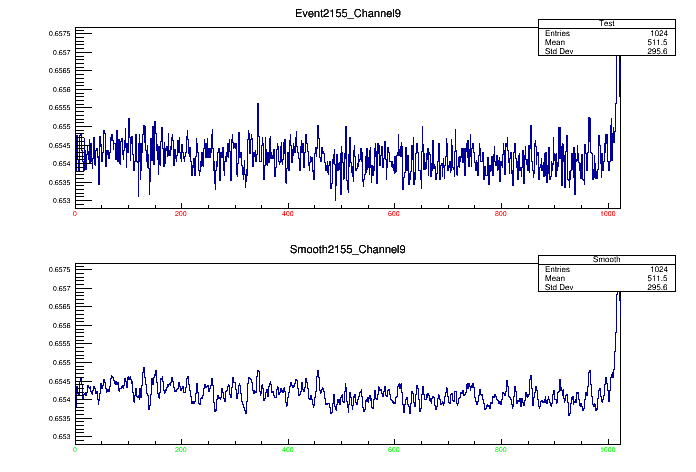 Event2155_Channel9
Test
Entries 1024
Mean 511.5
Std Dev 295.6
0.6575
0.657
0.6565
0.656
0.6555
0.655
0.6545
0.654
0.6535
0.653
0 200 400 600 800 1000
Smooth2155_Channel9
Smooth
Entries 1024
Mean 511.5
Std Dev 295.6
0.6575
0.657
0.6565
0.656
0.6555
0.655
0.6545
0.654
0.6535
0.653
0 200 400 600 800 1000